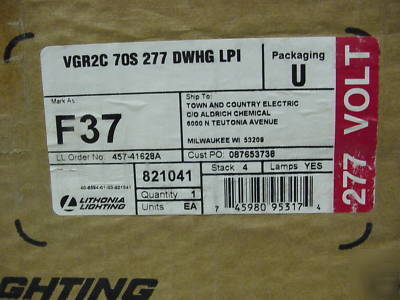 VGR2C 70S 277 DWHG LPI
Packaging
U
Mark As:
F37
Ship To:
TOWN AND COUNTRY ELECTRIC
C/O ALDRICH CHEMICAL
6000 N TEUTONIA AVENUE
MILWAUKEE WI 53209
LL Order No: 457-41628A
Cust PO: 087653738
821041
Stack 4
Lamps YES
LITHONIA
LIGHTING
Quantity 1
Units EA
7 45980 95317 4
277 VOLT
GHTING